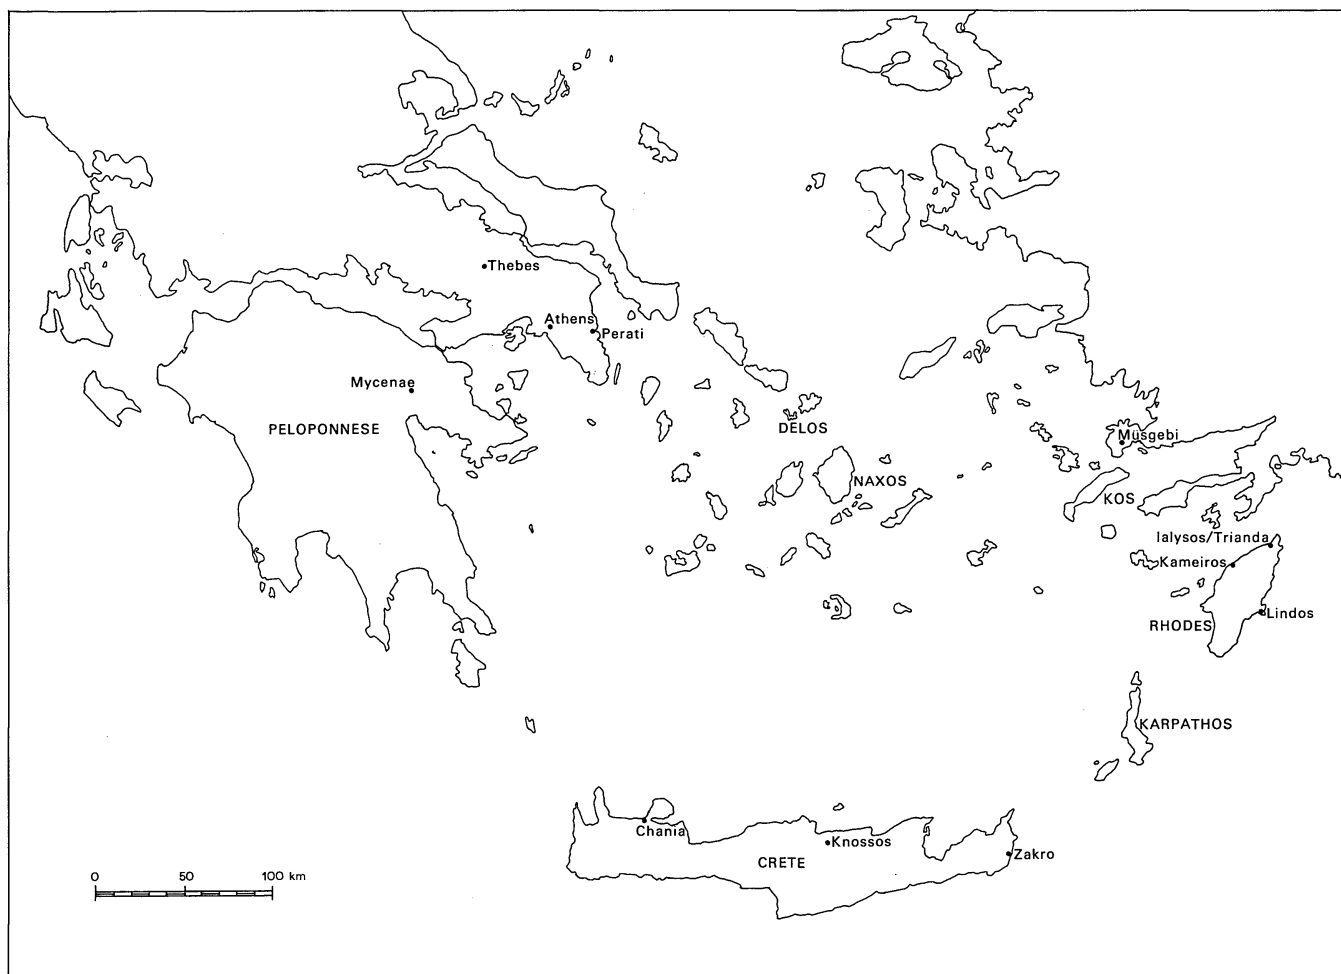 Thebes
Athens
Perati
Mycenae
PELOPONNESE
DELOS
Müsgebi
NAXOS
KOS
Ialysos/Trianda
Kameiros
Lindos
RHODES
KARPATHOS
Chania
Knossos
Zakro
CRETE
0 50 100 km